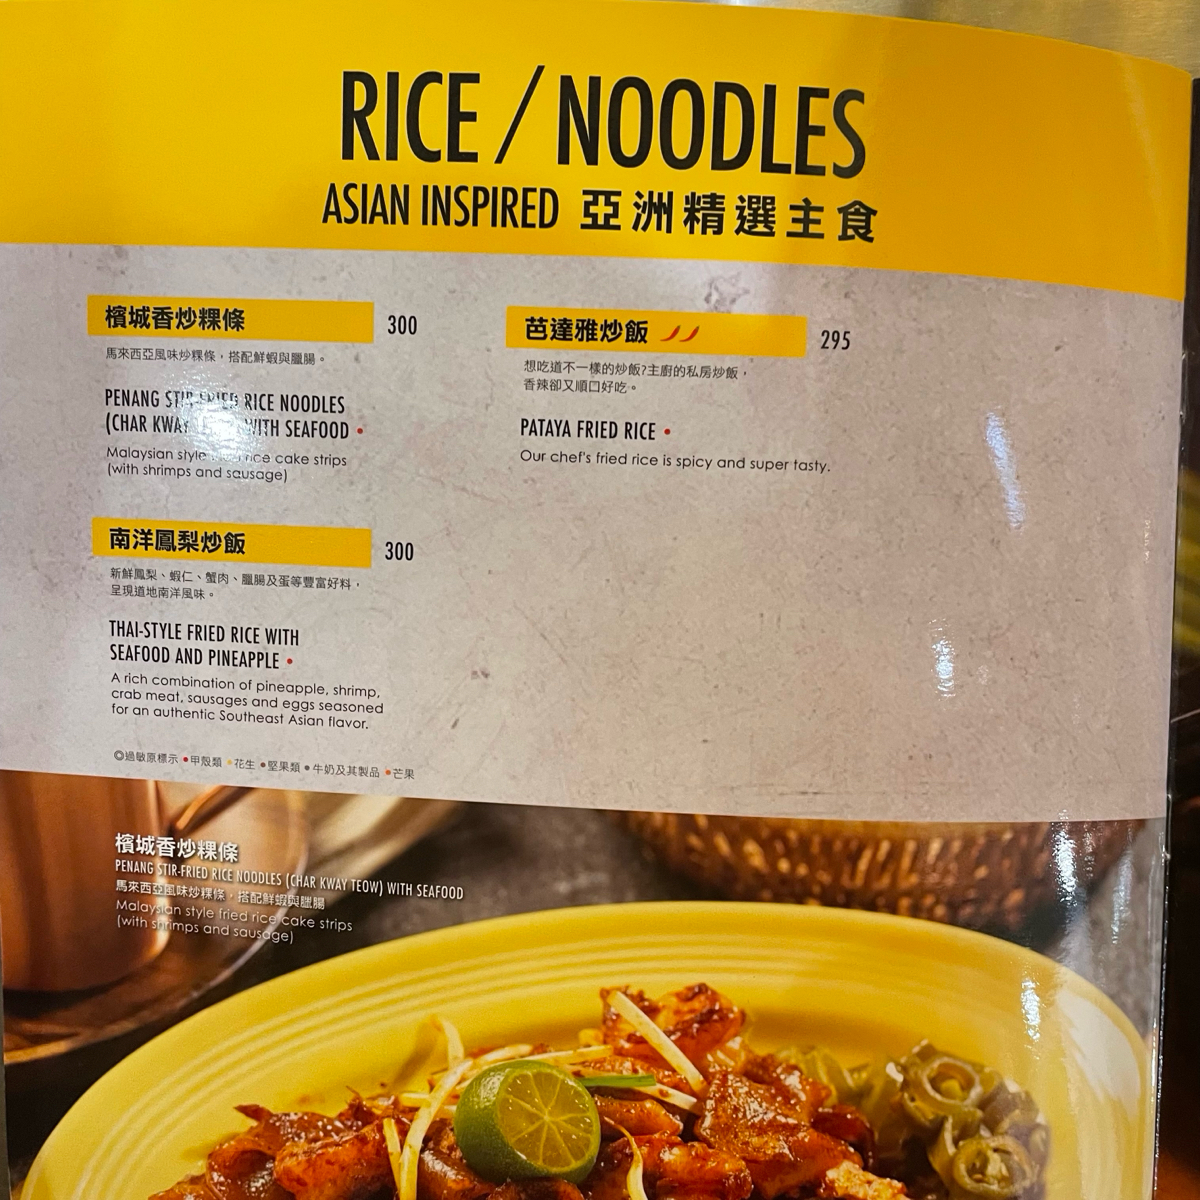 RICE / NOODLES
ASIAN INSPIRED 亞洲精選主食
檳城香炒粿條 300
馬來西亞風味炒粿條，搭配鮮蝦與臘腸。
PENANG STIR-FRIED RICE NOODLES
(CHAR KWAY WITH SEAFOOD •
Malaysian style rice cake strips
(with shrimps and sausage)
南洋鳳梨炒飯 300
新鮮鳳梨、蝦仁、蟹肉、臘腸及蛋等豐富好料，
呈現道地南洋風味。
THAI-STYLE FRIED RICE WITH
SEAFOOD AND PINEAPPLE •
A rich combination of pineapple, shrimp,
crab meat, sausages and eggs seasoned
for an authentic Southeast Asian flavor.
芭達雅炒飯 295
想吃道不一樣的炒飯?主廚的私房炒飯，
香辣卻又順口好吃。
PATAYA FRIED RICE •
Our chef's fried rice is spicy and super tasty.
◎過敏原標示 •甲殼類 •花生 •堅果類 •牛奶及其製品 •芒果
檳城香炒粿條
PENANG STIR-FRIED RICE NOODLES (CHAR KWAY TEOW) WITH SEAFOOD
馬來西亞風味炒粿條，搭配鮮蝦與臘腸
Malaysian style fried rice cake strips
(with shrimps and sausage)